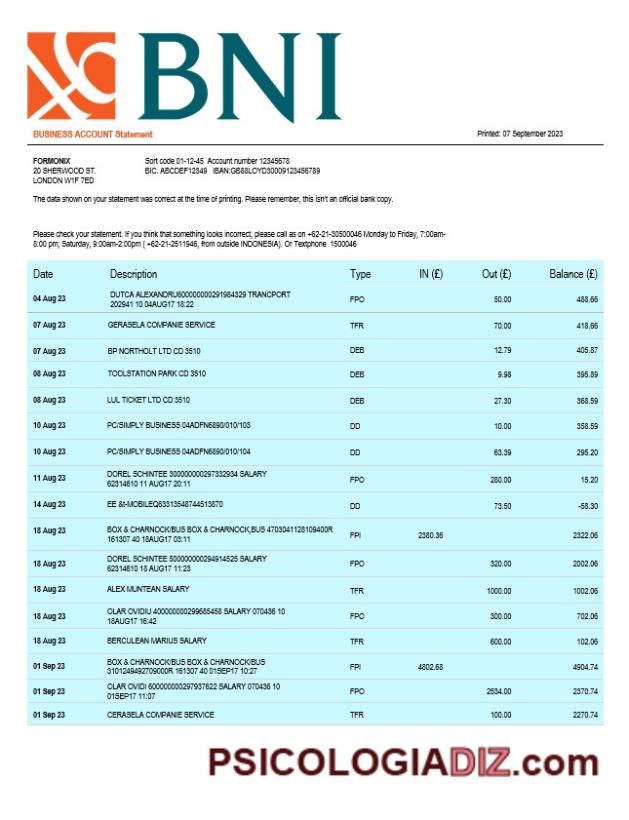 BNI
BUSINESS ACCOUNT Statement
Printed: 07 September 2023
FORMONIX
Sort code 01-12-45 Account number 12345678
20 SHERWOOD ST.
BIC. ABCDEF12349 IBAN:GB88LOYD30009123456789
LONDON W1F 7ED
The data shown on your statement was correct at the time of printing. Please remember, this isn't an official bank copy.
Please check your statement. If you think that something looks incorrect, please call as on +62-21-30500046 Monday to Friday, 7:00am-
8:00 pm; Saturday, 9:00am-2:00pm ( +62-21-2511946, from outside INDONESIA). Or Textphone 1500046
Date Description Type IN (£) Out (£) Balance (£)
04 Aug 23 DUTCA ALEXANDRU600000000291984329 TRANCPORT FPO 50.00 488.66
202941 10 04AUG17 18:22
07 Aug 23 GERASELA COMPANIE SERVICE TFR 70.00 418.66
07 Aug 23 BP NORTHOLT LTD CD 3510 DEB 12.79 405.87
08 Aug 23 TOOLSTATION PARK CD 3510 DEB 9.98 395.89
08 Aug 23 LUL TICKET LTD CD 3510 DEB 27.30 368.59
10 Aug 23 PC/SIMPLY BUSINESS 04ADFN6890/010/103 DD 10.00 358.59
10 Aug 23 PC/SIMPLY BUSINESS 04ADFN6890/010/104 DD 63.39 295.20
11 Aug 23 DOREL SCHINTEE 300000000297332934 SALARY FPO 280.00 15.20
62314610 11 AUG17 20:11
14 Aug 23 EE &t-MOBILEQ63313548744513870 DD 73.50 -58.30
18 Aug 23 BOX & CHARNOCK/BUS BOX & CHARNOCK,BUS 4703041128109400R FPI 2380.36 2322.06
161307 40 18AUG17 03:11
18 Aug 23 DOREL SCHINTEE 500000000294914525 SALARY FPO 320.00 2002.06
62314610 18 AUG17 11:23
18 Aug 23 ALEX MUNTEAN SALARY TFR 1000.00 1002.06
18 Aug 23 OLAR OVIDIU 400000000299685458 SALARY 070436 10 FPO 300.00 702.06
18AUG17 16:42
18 Aug 23 BERCULEAN MARIUS SALARY TFR 600.00 102.06
01 Sep 23 BOX & CHARNOCK/BUS BOX & CHARNOCK/BUS FPI 4802.68 4904.74
3101249492709000R 161307 40 01SEP17 10:27
01 Sep 23 OLAR OVIDI 600000000297937622 SALARY 070436 10 FPO 2534.00 2370.74
01SEP17 11:07
01 Sep 23 CERASELA COMPANIE SERVICE TFR 100.00 2270.74
PSICOLOGIADIZ.com